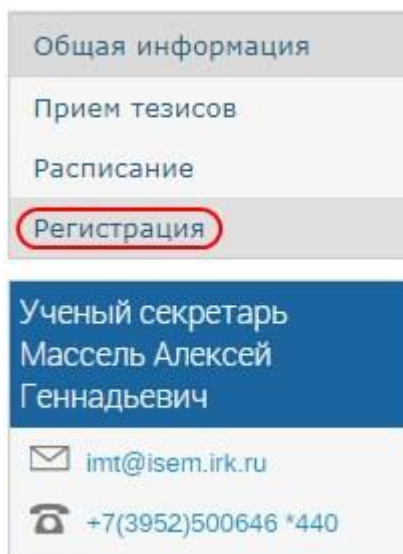 Общая информация
Прием тезисов
Расписание
Регистрация
Ученый секретарь
Массель Алексей
Геннадьевич
imt@isem.irk.ru
+7(3952)500646 *440